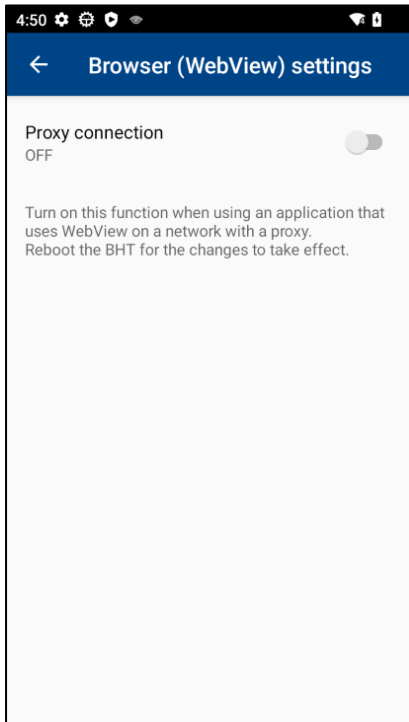 4:50
Browser (WebView) settings
Proxy connection
OFF
Turn on this function when using an application that
uses WebView on a network with a proxy.
Reboot the BHT for the changes to take effect.